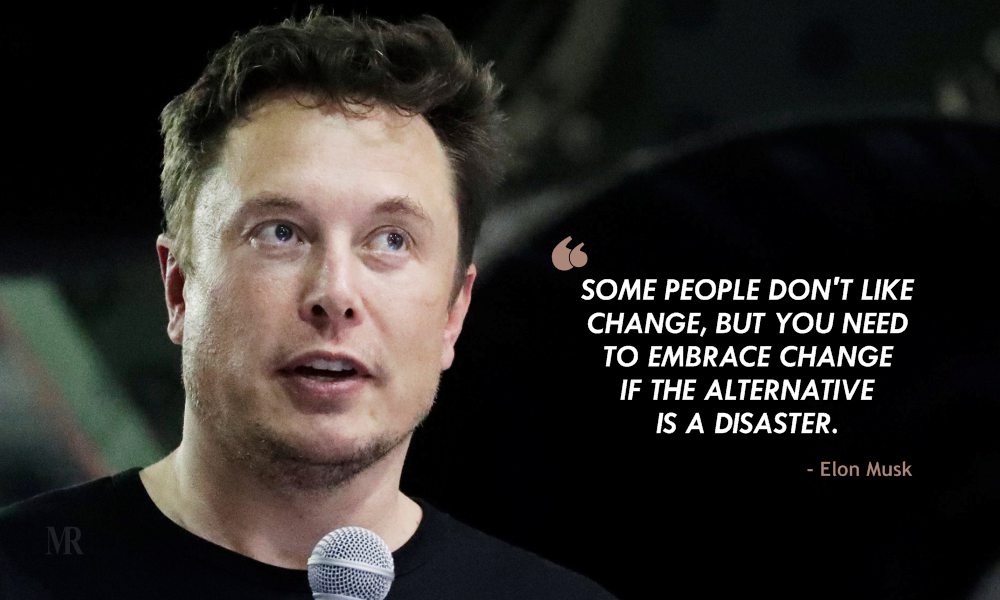 “
SOME PEOPLE DON'T LIKE
CHANGE, BUT YOU NEED
TO EMBRACE CHANGE
IF THE ALTERNATIVE
IS A DISASTER.
- Elon Musk
MR